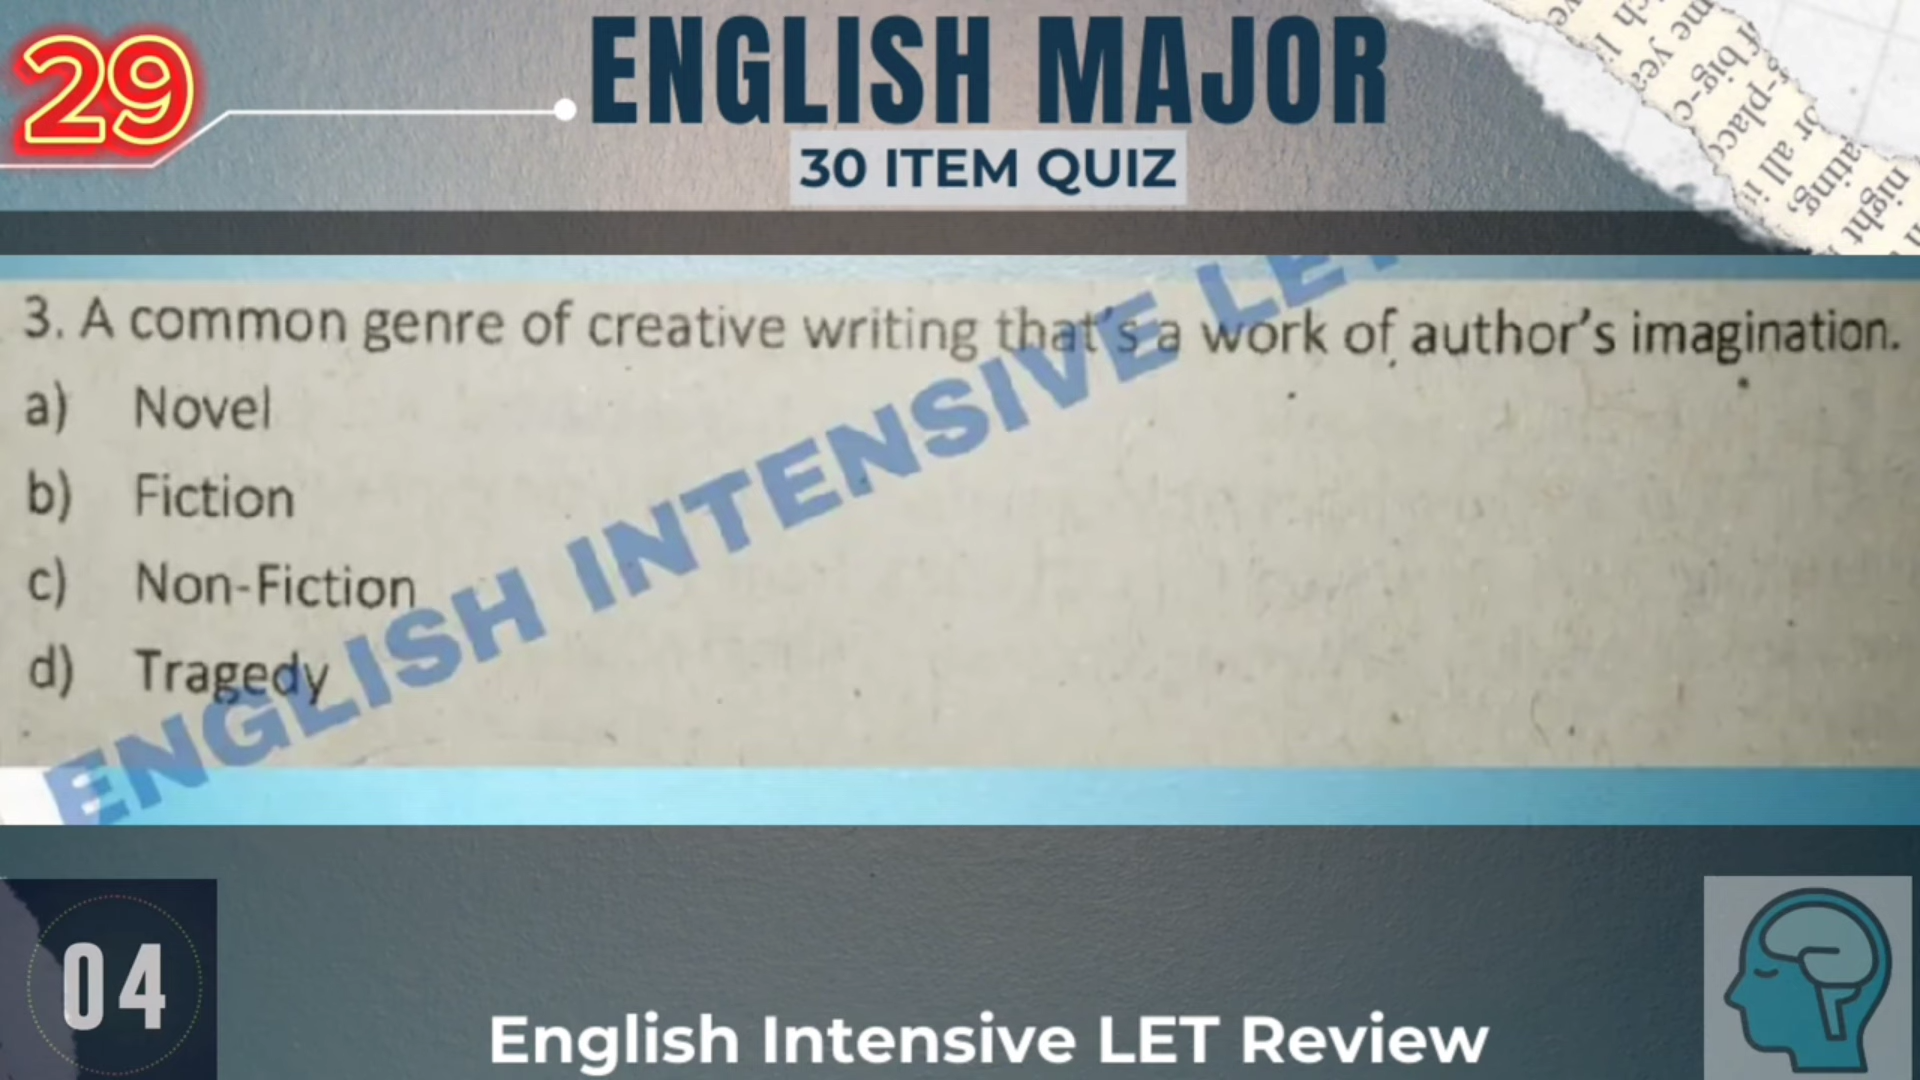 29
ENGLISH MAJOR
30 ITEM QUIZ
3. A common genre of creative writing that's a work of author's imagination.
a) Novel
b) Fiction
c) Non-Fiction
d) Tragedy
ENGLISH INTENSIVE LET
04
English Intensive LET Review